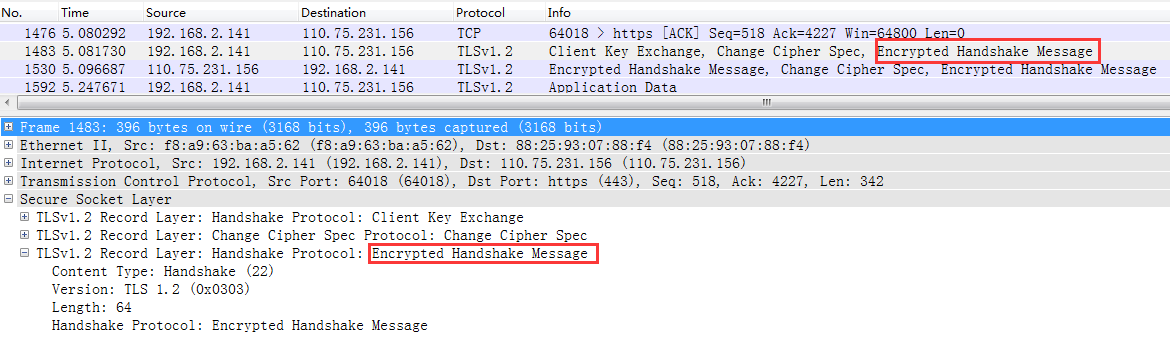 No. Time Source Destination Protocol Info
1476 5.080292 192.168.2.141 110.75.231.156 TCP 64018 > https [ACK] Seq=518 Ack=4227 Win=64800 Len=0
1483 5.081730 192.168.2.141 110.75.231.156 TLSv1.2 Client Key Exchange, Change Cipher Spec, Encrypted Handshake Message
1530 5.096687 110.75.231.156 192.168.2.141 TLSv1.2 Encrypted Handshake Message, Change Cipher Spec, Encrypted Handshake Message
1592 5.247671 192.168.2.141 110.75.231.156 TLSv1.2 Application Data
Frame 1483: 396 bytes on wire (3168 bits), 396 bytes captured (3168 bits)
Ethernet II, Src: f8:a9:63:ba:a5:62 (f8:a9:63:ba:a5:62), Dst: 88:25:93:07:88:f4 (88:25:93:07:88:f4)
Internet Protocol, Src: 192.168.2.141 (192.168.2.141), Dst: 110.75.231.156 (110.75.231.156)
Transmission Control Protocol, Src Port: 64018 (64018), Dst Port: https (443), Seq: 518, Ack: 4227, Len: 342
Secure Socket Layer
TLSv1.2 Record Layer: Handshake Protocol: Client Key Exchange
TLSv1.2 Record Layer: Change Cipher Spec Protocol: Change Cipher Spec
TLSv1.2 Record Layer: Handshake Protocol: Encrypted Handshake Message
Content Type: Handshake (22)
Version: TLS 1.2 (0x0303)
Length: 64
Handshake Protocol: Encrypted Handshake Message